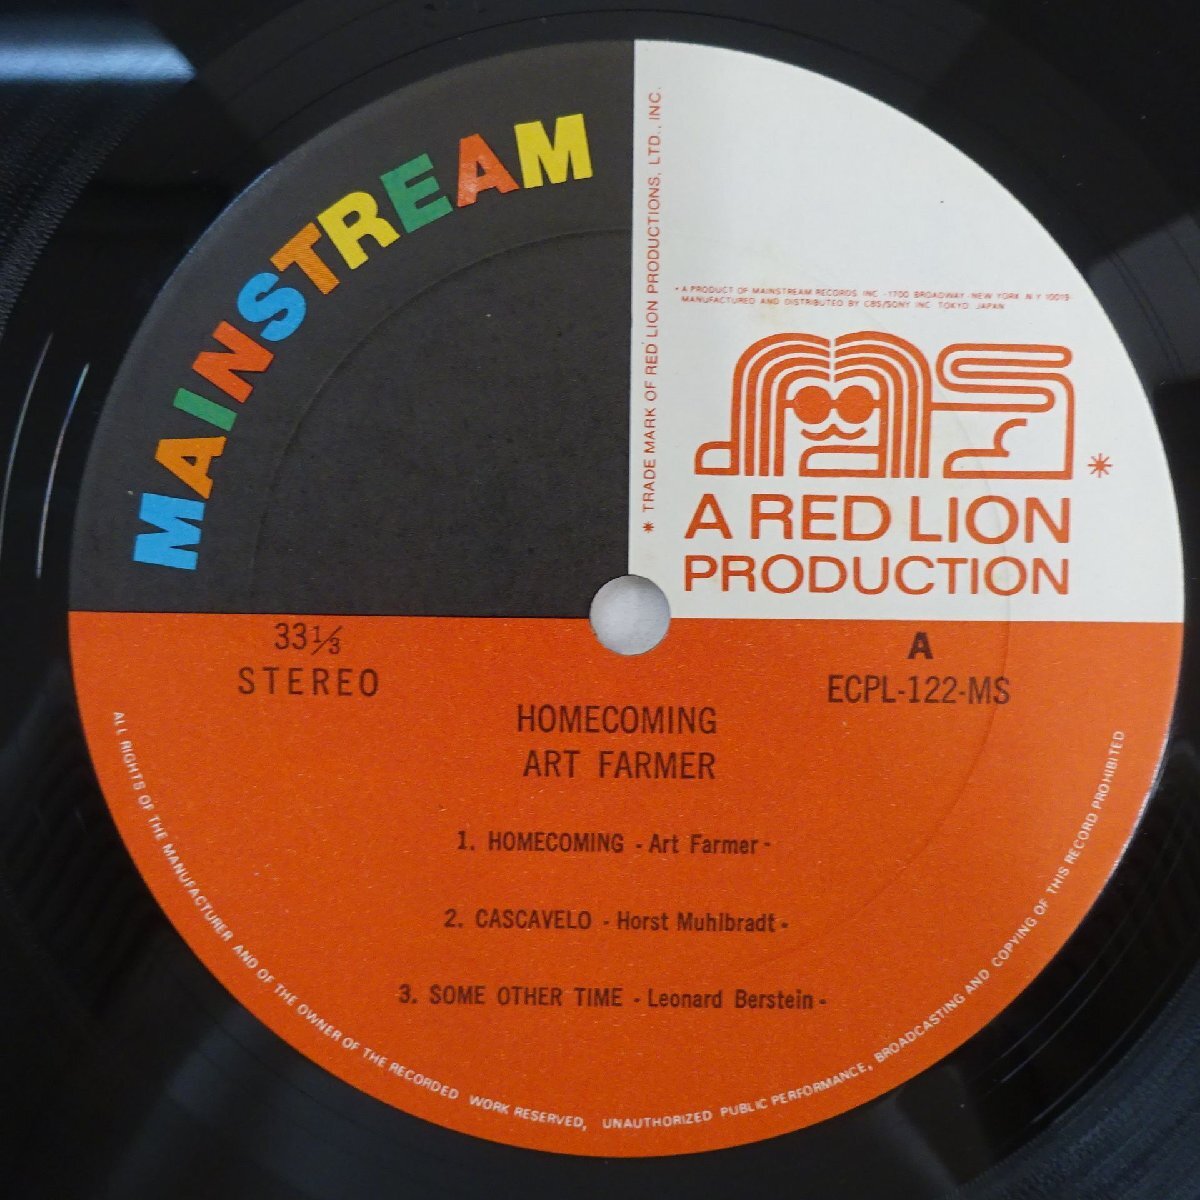 MAINSTREAM
* TRADE MARK OF RED LION PRODUCTIONS, LTD., INC.
• A PRODUCT OF MAINSTREAM RECORDS, INC. -1700 BROADWAY - NEW YORK N Y 10019-
MANUFACTURED AND DISTRIBUTED BY CBS/SONY INC. TOKYO. JAPAN
ms *
A RED LION
PRODUCTION
33⅓
STEREO
A
ECPL-122-MS
HOMECOMING
ART FARMER
1. HOMECOMING - Art Farmer -
2. CASCAVELO - Horst Muhlbradt -
3. SOME OTHER TIME - Leonard Berstein -
ALL RIGHTS OF THE MANUFACTURER AND OF THE OWNER OF THE RECORDED WORK RESERVED, UNAUTHORIZED PUBLIC PERFORMANCE, BROADCASTING AND COPYING OF THIS RECORD PROHIBITED